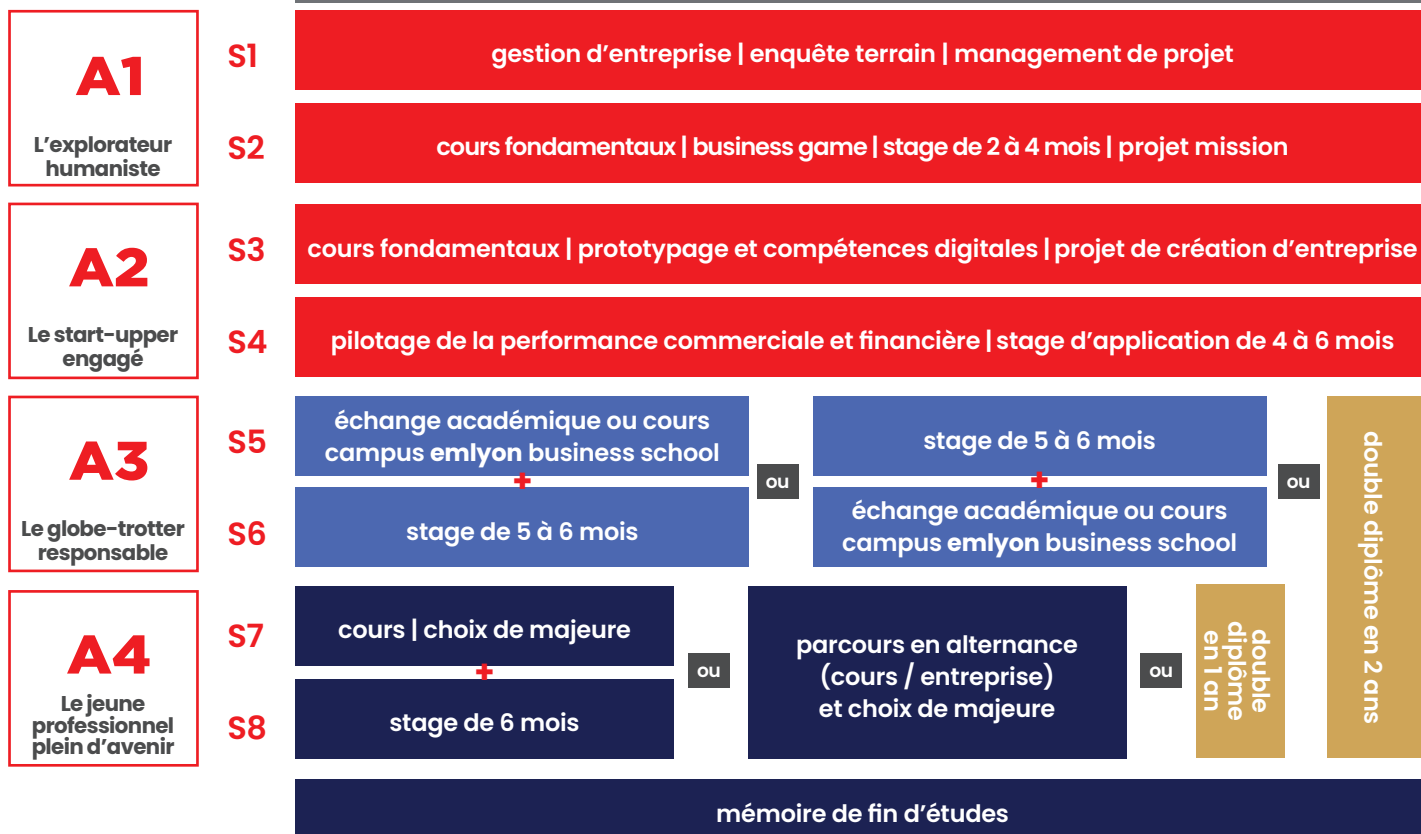 A1
L'explorateur
humaniste
S1
gestion d'entreprise | enquête terrain | management de projet
S2
cours fondamentaux | business game | stage de 2 à 4 mois | projet mission
A2
Le start-upper
engagé
S3
cours fondamentaux | prototypage et compétences digitales | projet de création d'entreprise
S4
pilotage de la performance commerciale et financière | stage d'application de 4 à 6 mois
A3
Le globe-trotter
responsable
S5
S6
échange académique ou cours
campus emlyon business school
+
stage de 5 à 6 mois
ou
stage de 5 à 6 mois
+
échange académique ou cours
campus emlyon business school
ou
double diplôme en 2 ans
A4
Le jeune
professionnel
plein d'avenir
S7
S8
cours | choix de majeure
+
stage de 6 mois
ou
parcours en alternance
(cours / entreprise)
et choix de majeure
ou
double
diplôme
en 1 an
mémoire de fin d'études